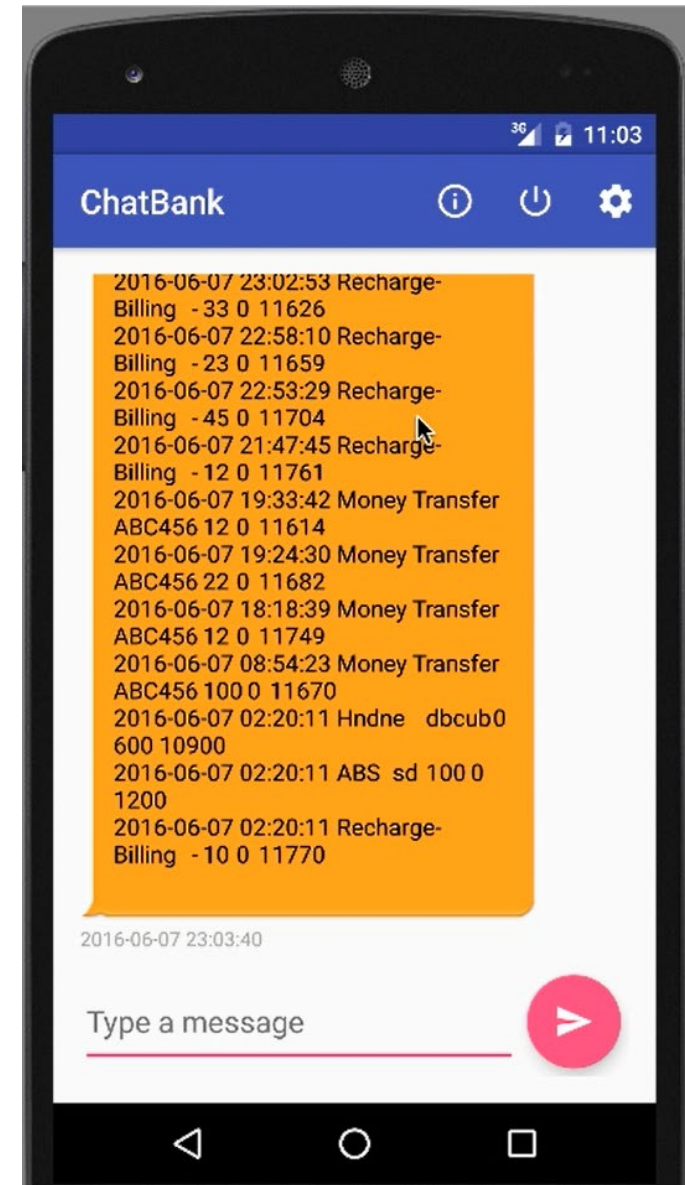 3G 11:03
ChatBank
2016-06-07 23:02:53 Recharge-
Billing - 33 0 11626
2016-06-07 22:58:10 Recharge-
Billing - 23 0 11659
2016-06-07 22:53:29 Recharge-
Billing - 45 0 11704
2016-06-07 21:47:45 Recharge-
Billing - 12 0 11761
2016-06-07 19:33:42 Money Transfer
ABC456 12 0 11614
2016-06-07 19:24:30 Money Transfer
ABC456 22 0 11682
2016-06-07 18:18:39 Money Transfer
ABC456 12 0 11749
2016-06-07 08:54:23 Money Transfer
ABC456 100 0 11670
2016-06-07 02:20:11 Hndne dbcub 0
600 10900
2016-06-07 02:20:11 ABS sd 100 0
1200
2016-06-07 02:20:11 Recharge-
Billing - 10 0 11770
2016-06-07 23:03:40
Type a message